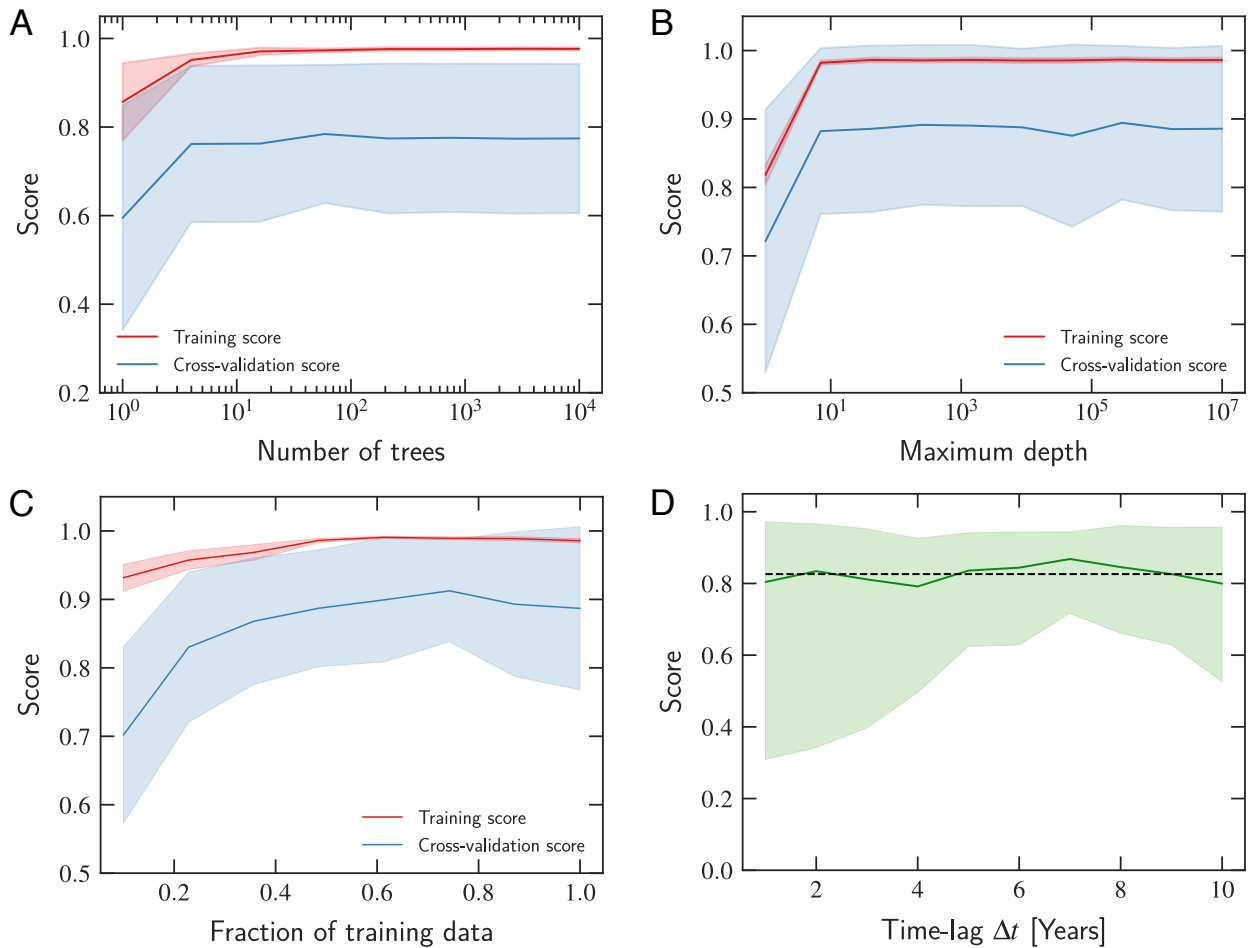 A
1.0
0.8
0.6
0.4
0.2
Score
Training score
Cross-validation score
10^0
10^1
10^2
10^3
10^4
Number of trees
B
1.0
0.9
0.8
0.7
0.6
0.5
Score
Training score
Cross-validation score
10^1
10^3
10^5
10^7
Maximum depth
C
1.0
0.9
0.8
0.7
0.6
0.5
Score
Training score
Cross-validation score
0.2
0.4
0.6
0.8
1.0
Fraction of training data
D
1.0
0.8
0.6
0.4
0.2
0.0
Score
2
4
6
8
10
Time-lag Δt [Years]